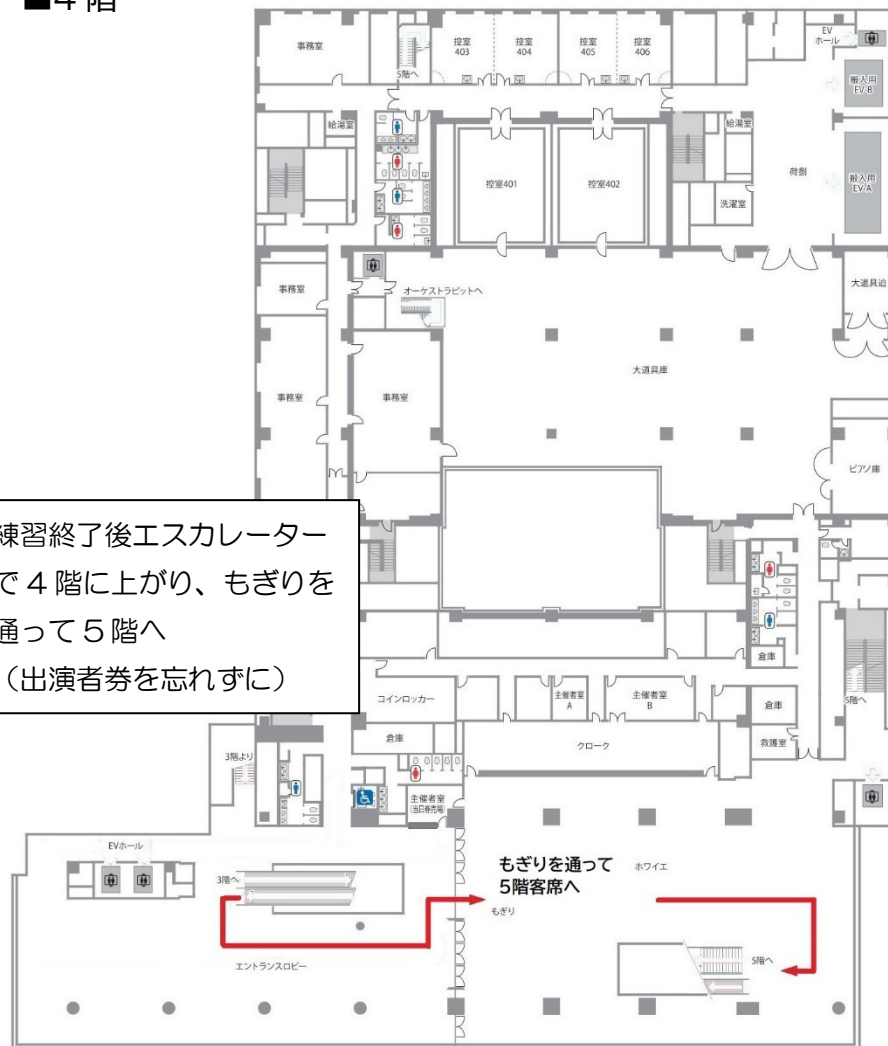 ■4階
事務室
5階へ
控室
403
控室
404
控室
405
控室
406
EV
ホール
搬入用
EV-B
給湯室
給湯室
控室401
控室402
荷捌
搬入用
EV-A
洗濯室
事務室
オーケストラピットへ
大道具迫
事務室
事務室
大道具庫
ピアノ庫
練習終了後エスカレーター
で4階に上がり、もぎりを
通って5階へ
(出演者券を忘れずに)
倉庫
コインロッカー
主催者室
A
主催者室
B
倉庫
5階へ
倉庫
クローク
救護室
3階より
主催者室
(当日券売場)
EVホール
3階へ
もぎりを通って
5階客席へ
ホワイエ
もぎり
エントランスロビー
5階へ